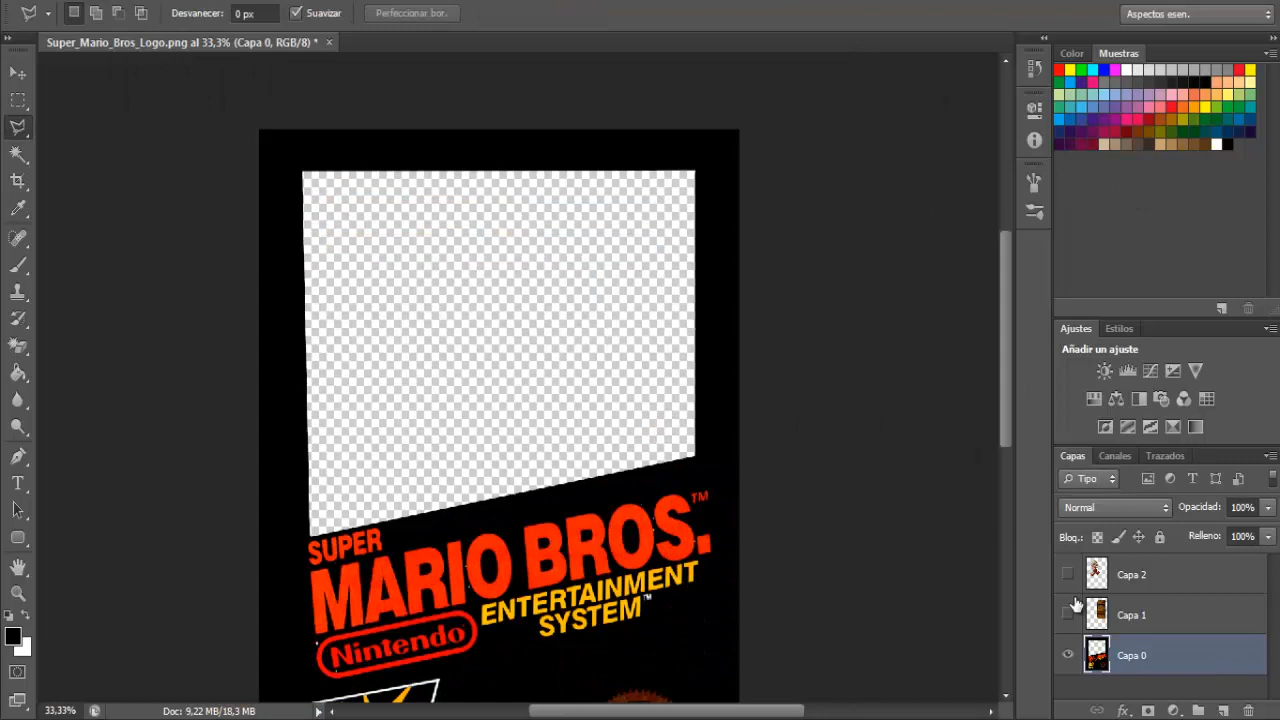 Desvanecer: 0 px Suavizar Perfeccionar bor... Aspectos esen.
Super_Mario_Bros_Logo.png al 33,3% (Capa 0, RGB/8) * ×
Color Muestras
Ajustes Estilos
Añadir un ajuste
Capas Canales Trazados
Tipo
Normal Opacidad: 100%
Bloq.: Relleno: 100%
Capa 2
Capa 1
Capa 0
SUPER
MARIO BROS.™
ENTERTAINMENT
SYSTEM™
Nintendo
33,33% Doc: 9,22 MB/18,3 MB